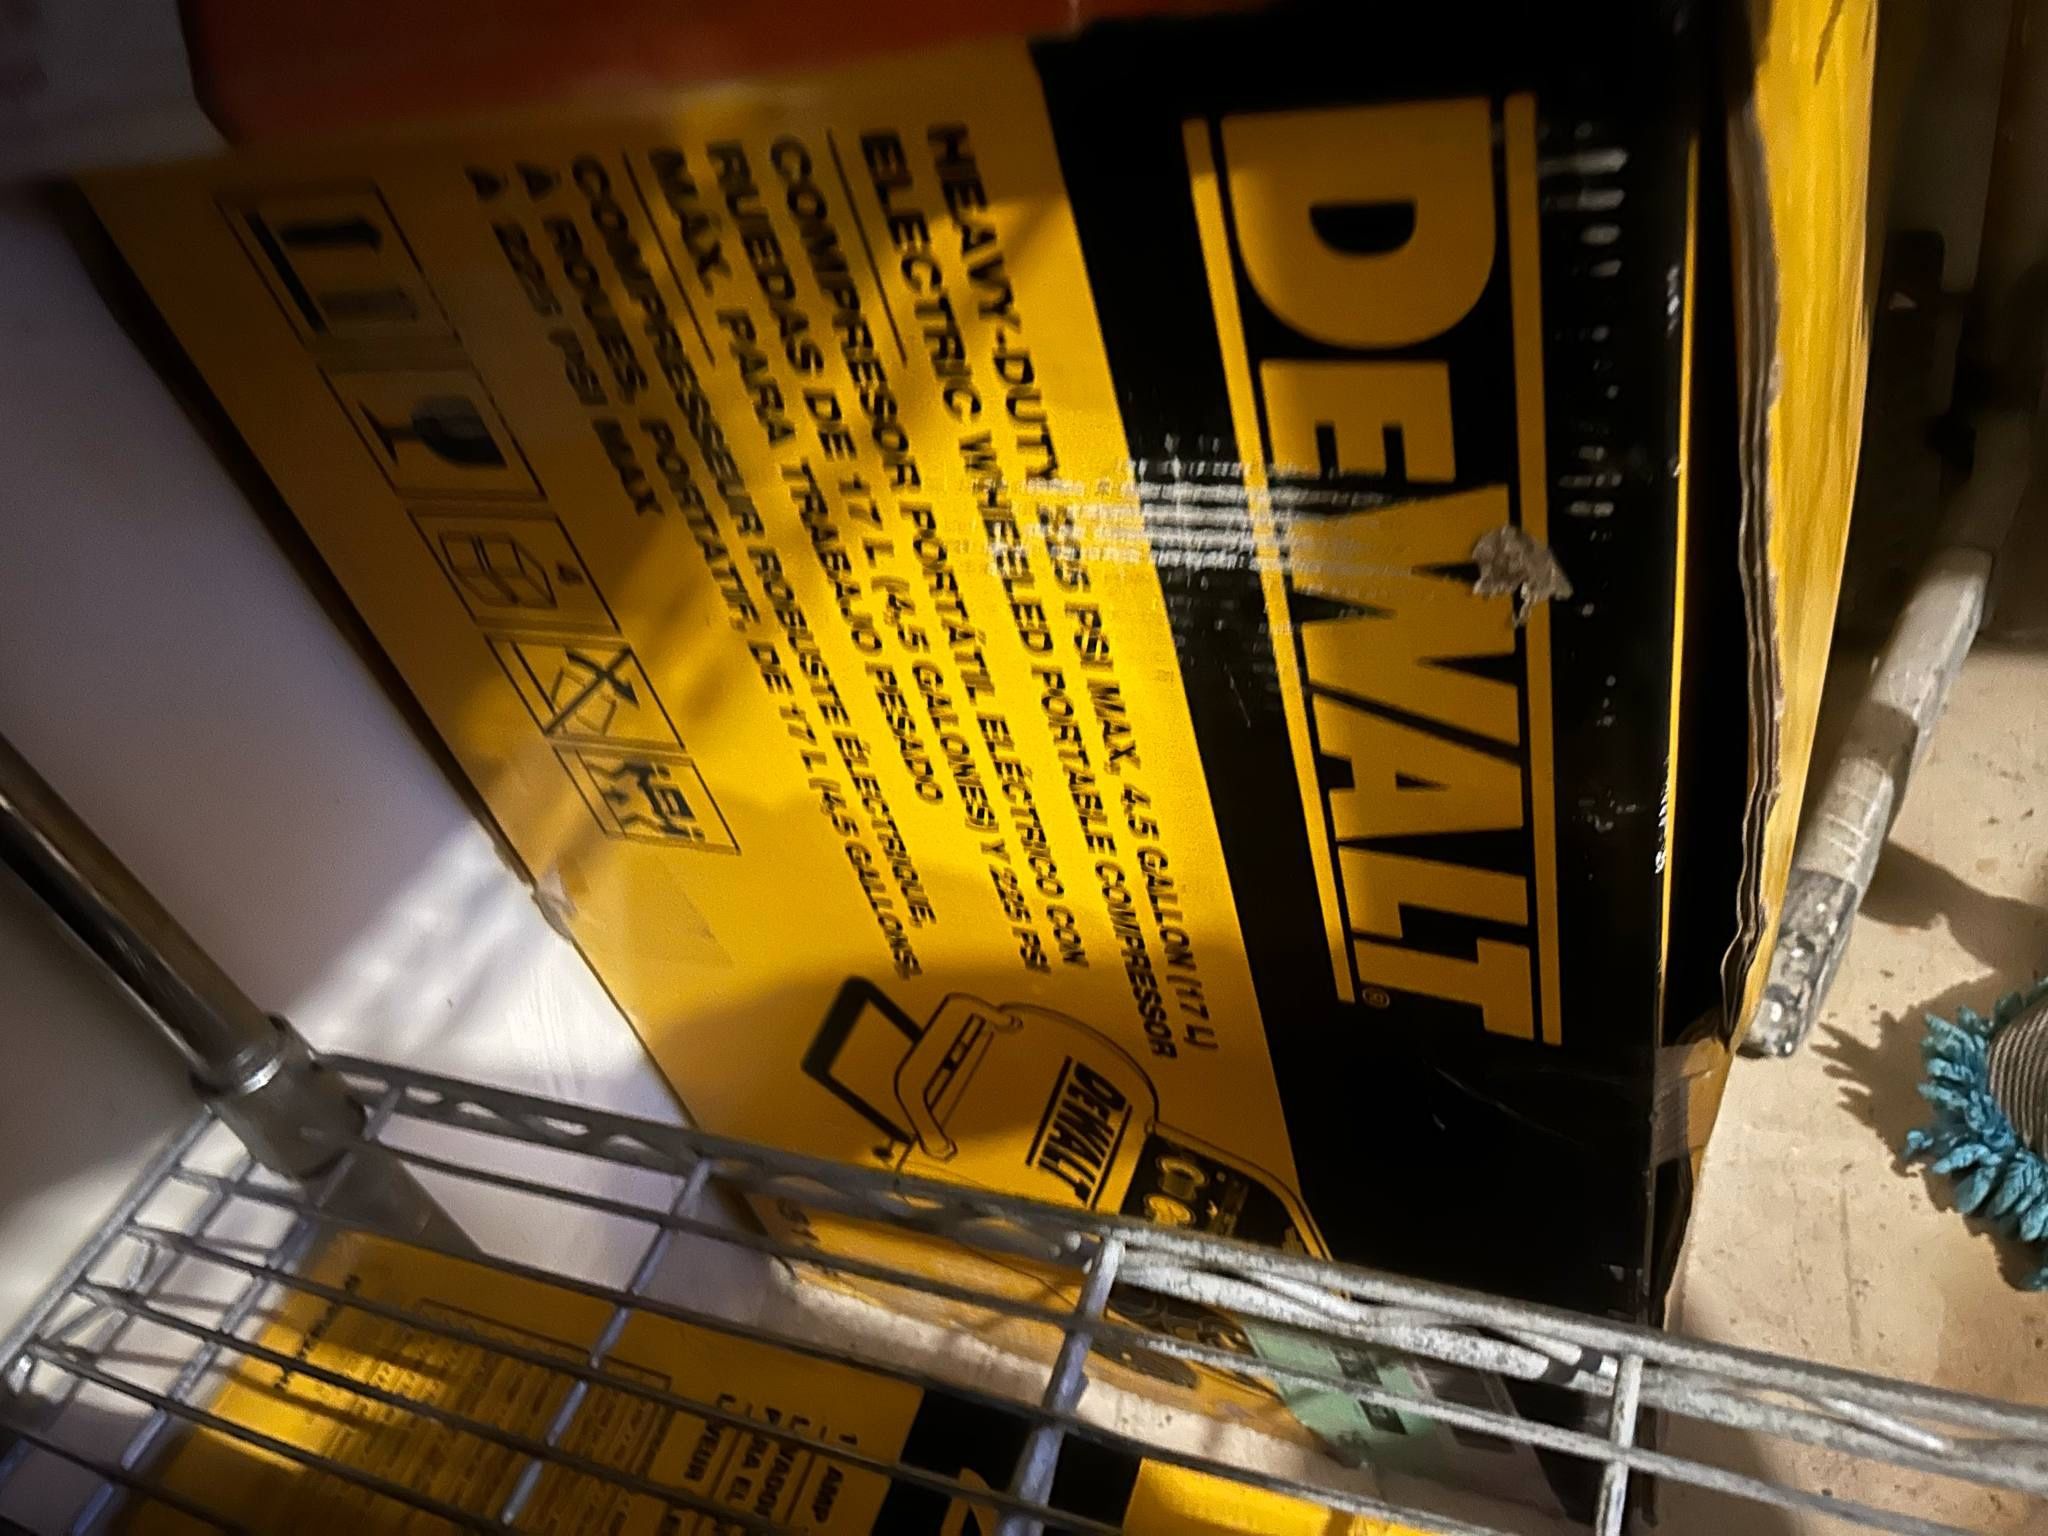 DEWALT®
HEAVY-DUTY 225 PSI MAX, 4.5 GALLON (17 L)
ELECTRIC WHEELED PORTABLE COMPRESSOR
COMPRESOR PORTÁTIL ELÉCTRICO CON
RUEDAS DE 17 L (4,5 GALONES) Y 225 PSI
MÁX. PARA TRABAJO PESADO
COMPRESSEUR ROBUSTE ÉLECTRIQUE,
À ROUES, PORTATIF, DE 17 L (4,5 GALLONS)
À 225 PSI MAX
4
DEWALT
AMP